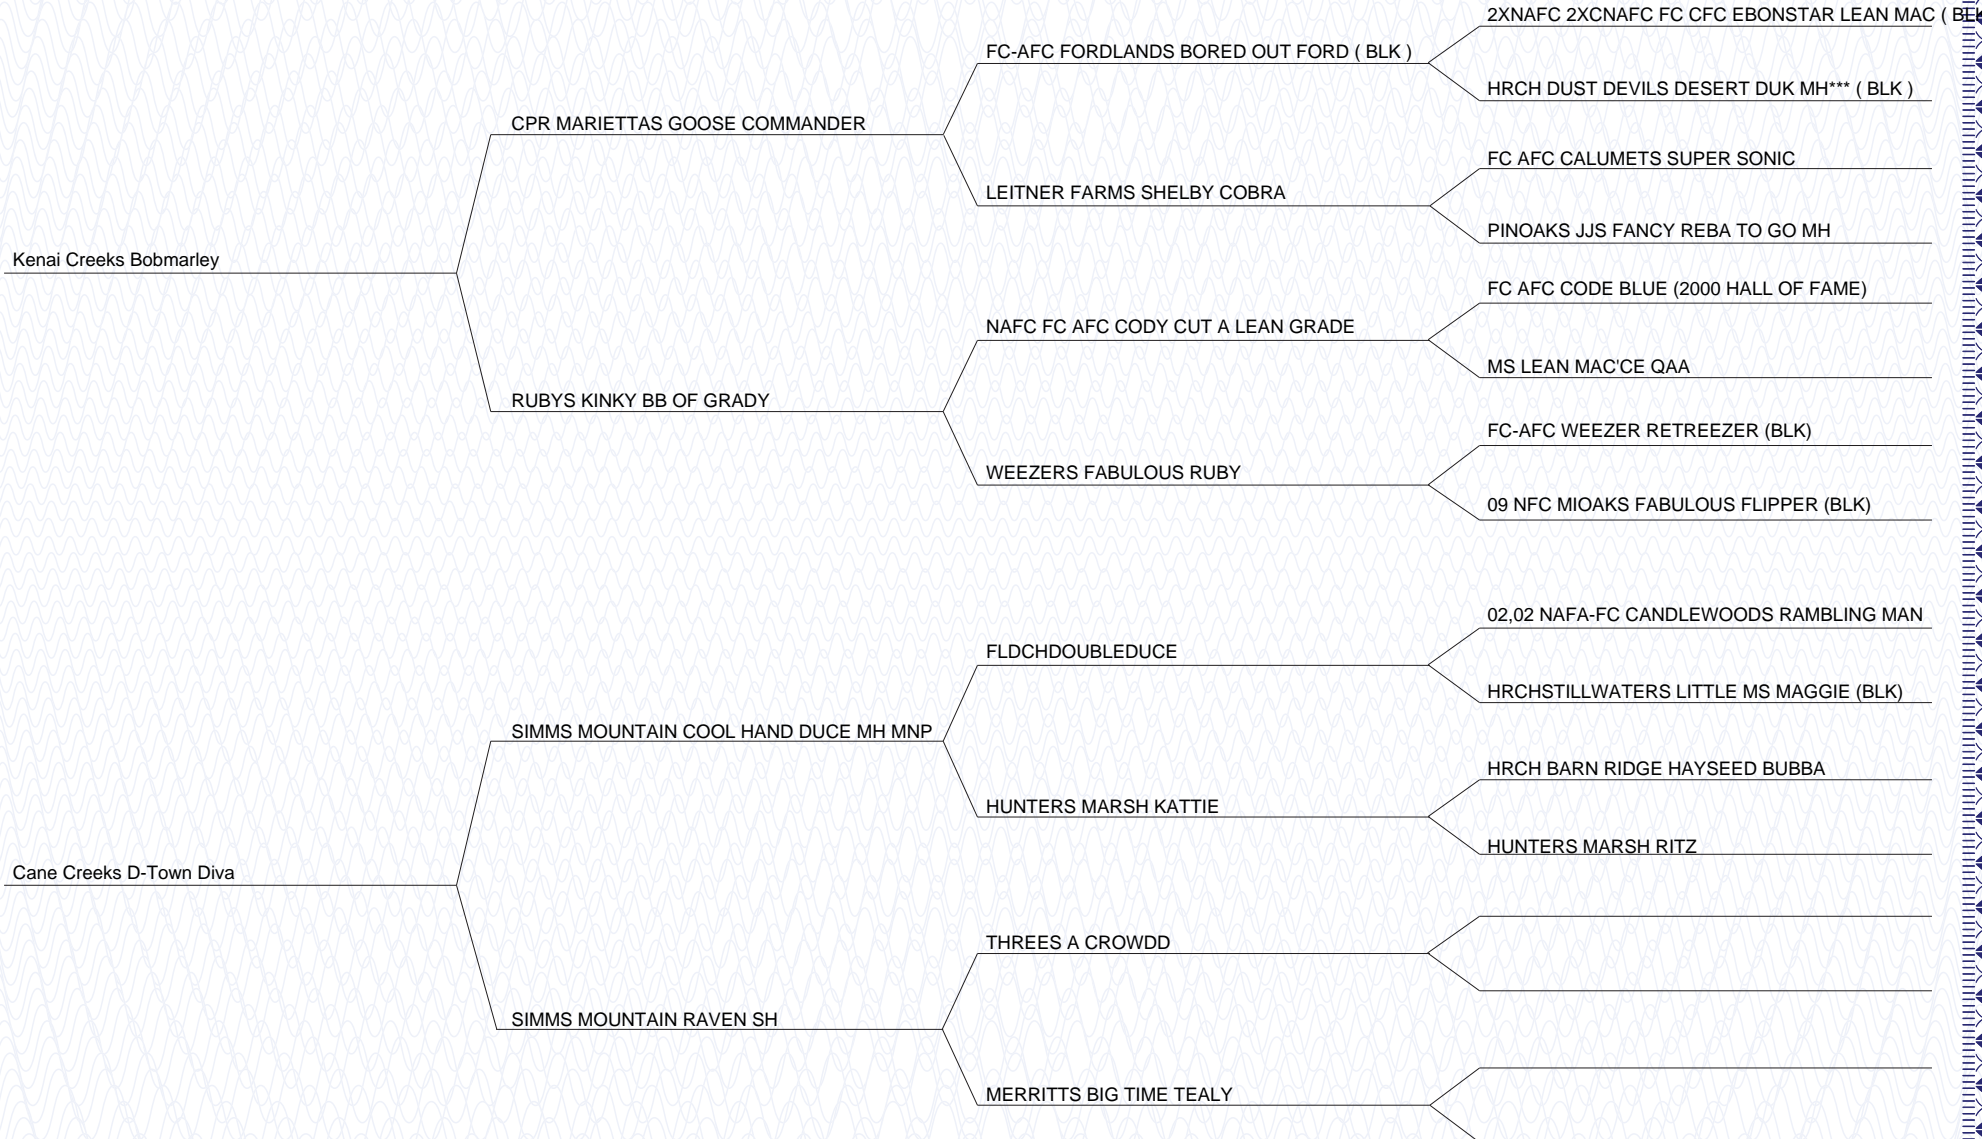 2XNAFC 2XCNAFC FC CFC EBONSTAR LEAN MAC ( BLK
FC-AFC FORDLANDS BORED OUT FORD ( BLK )
HRCH DUST DEVILS DESERT DUK MH*** ( BLK )
CPR MARIETTAS GOOSE COMMANDER
FC AFC CALUMETS SUPER SONIC
LEITNER FARMS SHELBY COBRA
PINOAKS JJS FANCY REBA TO GO MH
Kenai Creeks Bobmarley
FC AFC CODE BLUE (2000 HALL OF FAME)
NAFC FC AFC CODY CUT A LEAN GRADE
MS LEAN MAC'CE QAA
RUBYS KINKY BB OF GRADY
FC-AFC WEEZER RETREEZER (BLK)
WEEZERS FABULOUS RUBY
09 NFC MIOAKS FABULOUS FLIPPER (BLK)
02,02 NAFA-FC CANDLEWOODS RAMBLING MAN
FLDCHDOUBLEDUCE
HRCHSTILLWATERS LITTLE MS MAGGIE (BLK)
SIMMS MOUNTAIN COOL HAND DUCE MH MNP
HRCH BARN RIDGE HAYSEED BUBBA
HUNTERS MARSH KATTIE
HUNTERS MARSH RITZ
Cane Creeks D-Town Diva
THREES A CROWDD
SIMMS MOUNTAIN RAVEN SH
MERRITTS BIG TIME TEALY